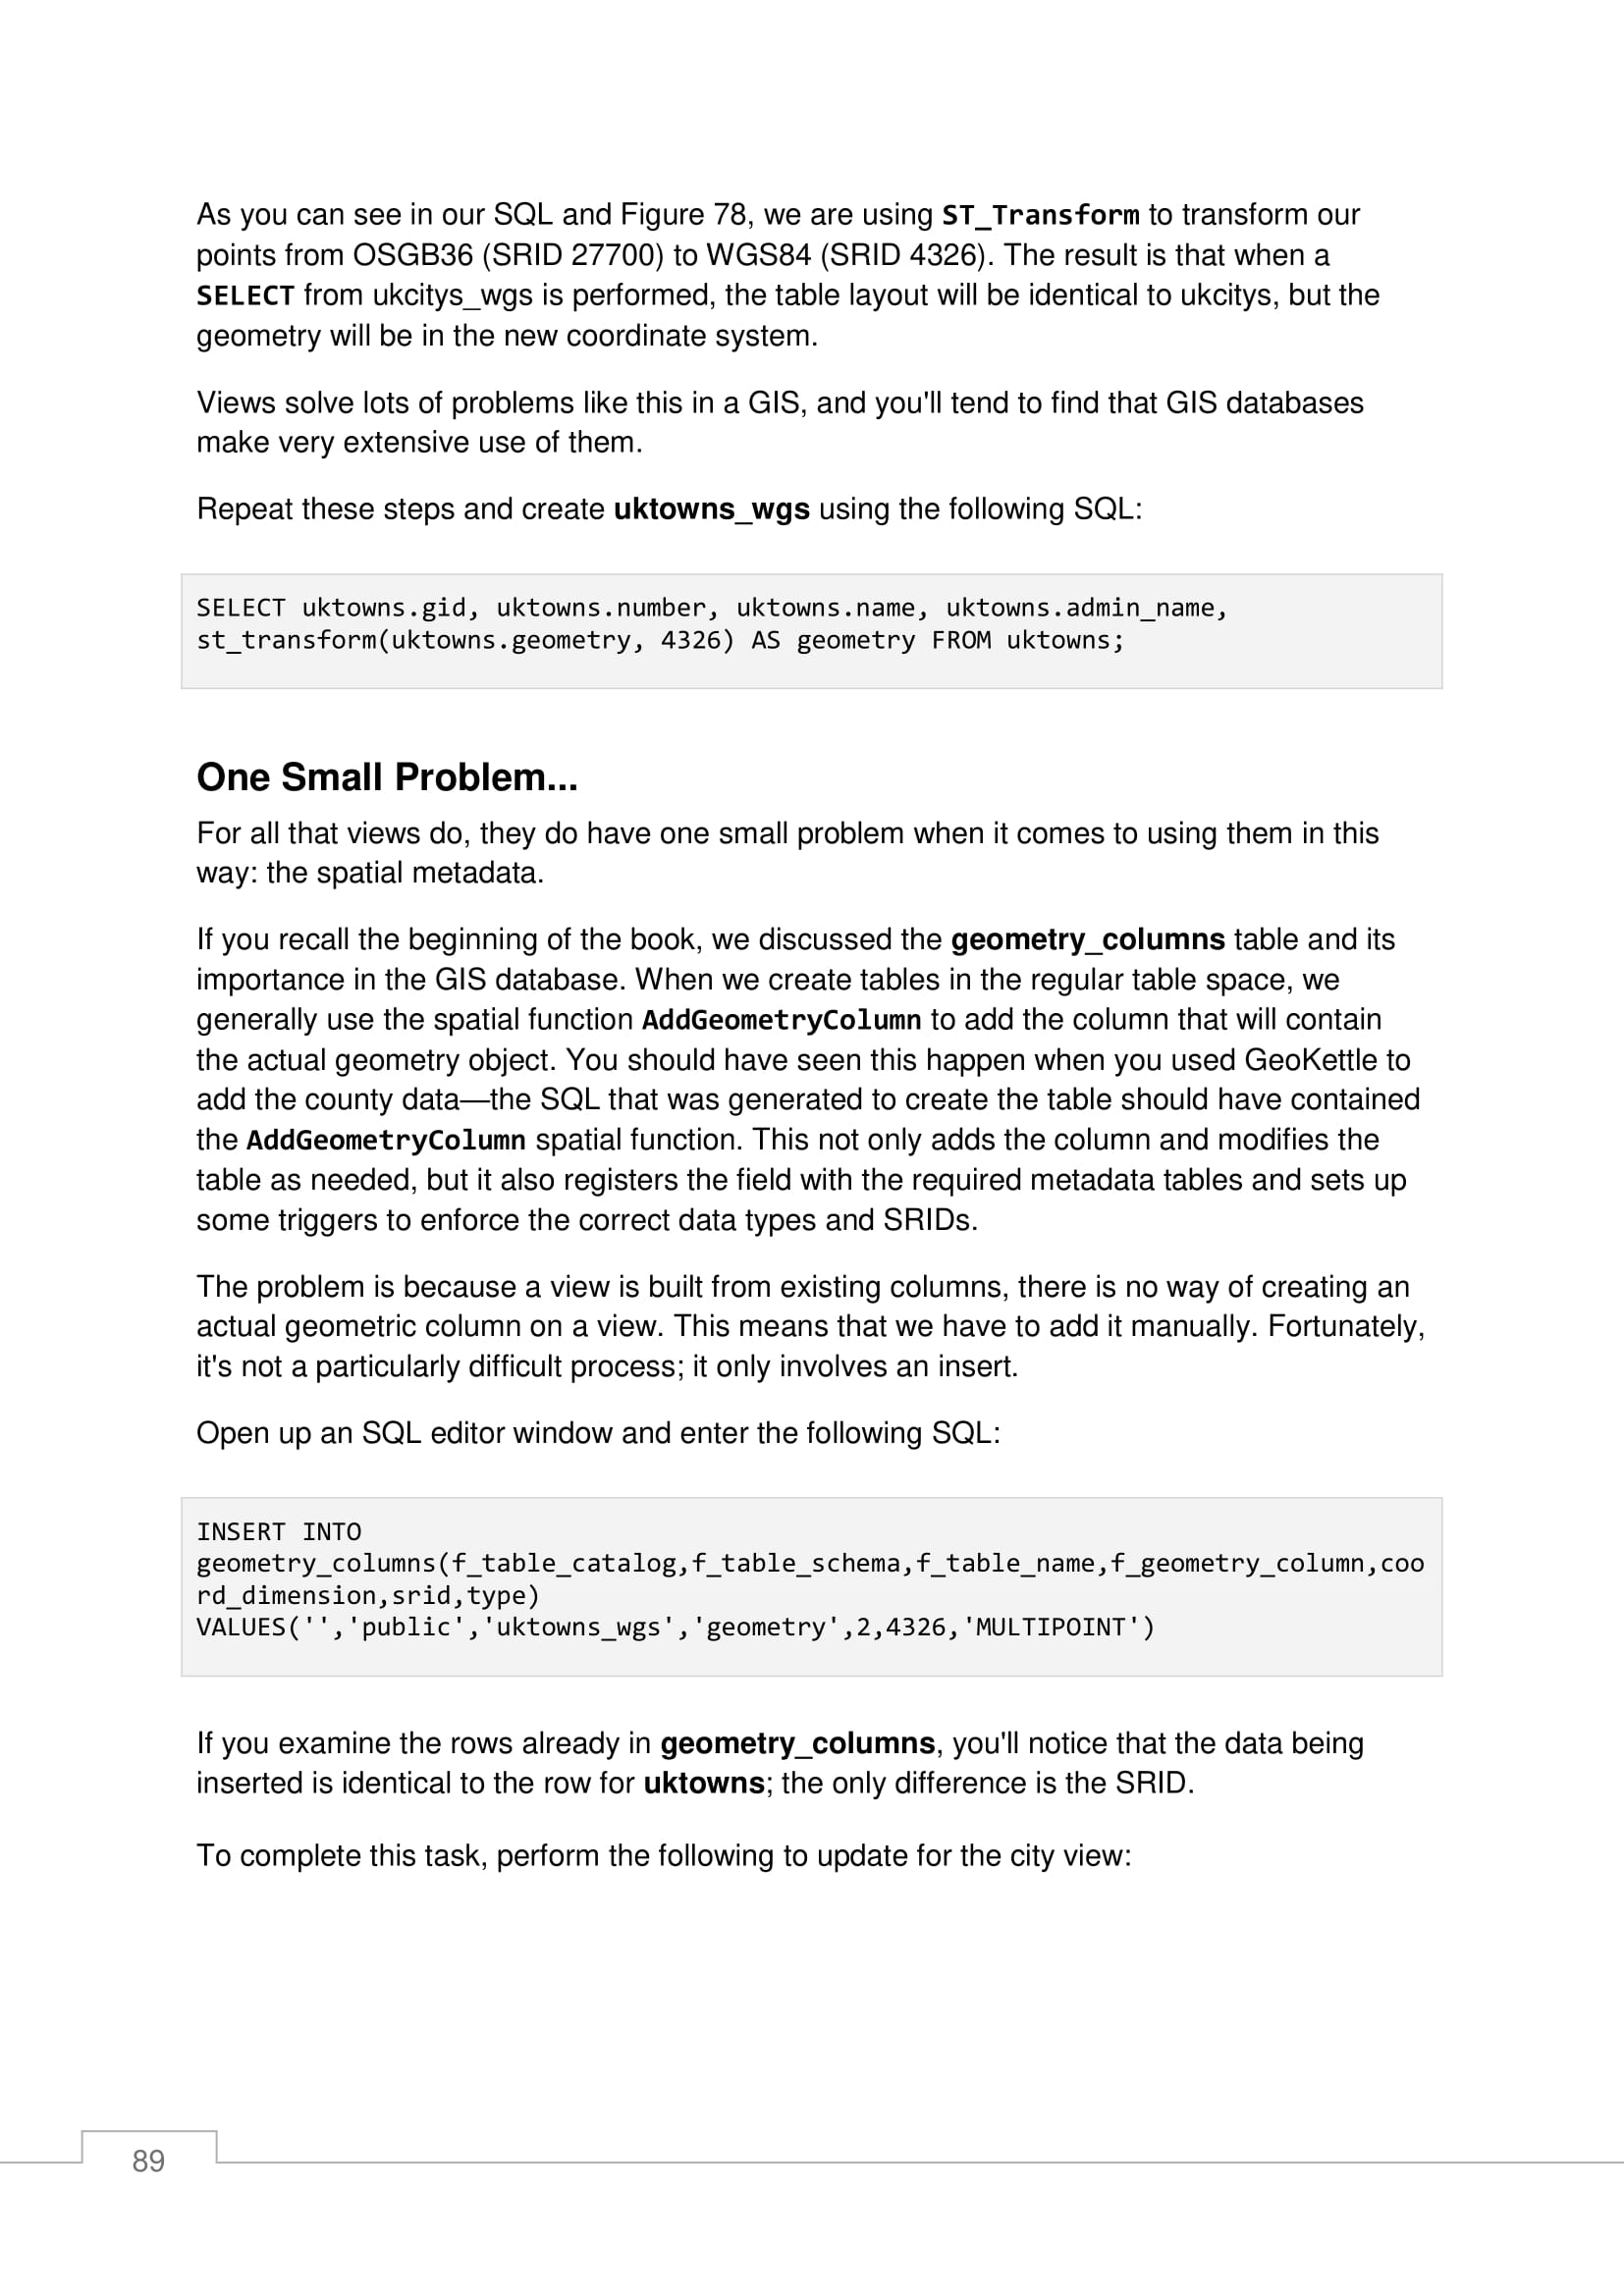 As you can see in our SQL and Figure 78, we are using ST_Transform to transform our
points from OSGB36 (SRID 27700) to WGS84 (SRID 4326). The result is that when a
SELECT from ukcitys_wgs is performed, the table layout will be identical to ukcitys, but the
geometry will be in the new coordinate system.
Views solve lots of problems like this in a GIS, and you'll tend to find that GIS databases
make very extensive use of them.
Repeat these steps and create uktowns_wgs using the following SQL:
SELECT uktowns.gid, uktowns.number, uktowns.name, uktowns.admin_name,
st_transform(uktowns.geometry, 4326) AS geometry FROM uktowns;
One Small Problem...
For all that views do, they do have one small problem when it comes to using them in this
way: the spatial metadata.
If you recall the beginning of the book, we discussed the geometry_columns table and its
importance in the GIS database. When we create tables in the regular table space, we
generally use the spatial function AddGeometryColumn to add the column that will contain
the actual geometry object. You should have seen this happen when you used GeoKettle to
add the county data—the SQL that was generated to create the table should have contained
the AddGeometryColumn spatial function. This not only adds the column and modifies the
table as needed, but it also registers the field with the required metadata tables and sets up
some triggers to enforce the correct data types and SRIDs.
The problem is because a view is built from existing columns, there is no way of creating an
actual geometric column on a view. This means that we have to add it manually. Fortunately,
it's not a particularly difficult process; it only involves an insert.
Open up an SQL editor window and enter the following SQL:
INSERT INTO
geometry_columns(f_table_catalog,f_table_schema,f_table_name,f_geometry_column,coo
rd_dimension,srid,type)
VALUES('','public','uktowns_wgs','geometry',2,4326,'MULTIPOINT')
If you examine the rows already in geometry_columns, you'll notice that the data being
inserted is identical to the row for uktowns; the only difference is the SRID.
To complete this task, perform the following to update for the city view:
89